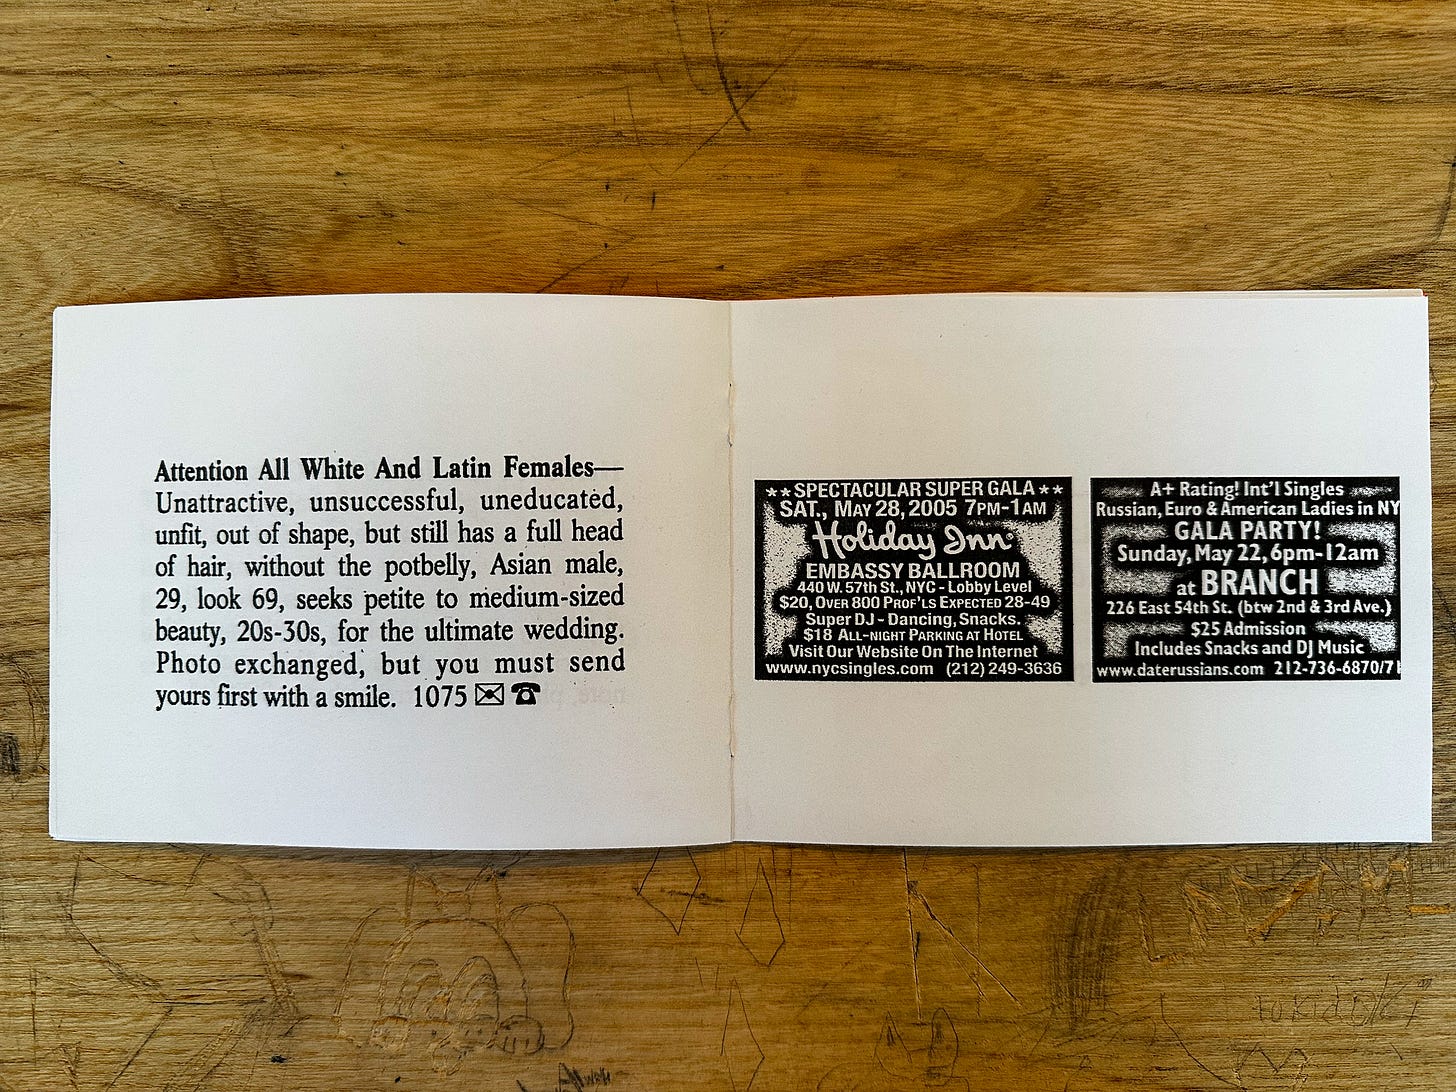 Attention All White And Latin Females—
Unattractive, unsuccessful, uneducated,
unfit, out of shape, but still has a full head
of hair, without the potbelly, Asian male,
29, look 69, seeks petite to medium-sized
beauty, 20s-30s, for the ultimate wedding.
Photo exchanged, but you must send
yours first with a smile. 1075 ✉ ☎
★★ SPECTACULAR SUPER GALA ★★
SAT., MAY 28, 2005 7PM-1AM
Holiday Inn
EMBASSY BALLROOM
440 W. 57th St., NYC - Lobby Level
$20, OVER 800 PROF'LS EXPECTED 28-49
Super DJ - Dancing, Snacks.
$18 ALL-NIGHT PARKING AT HOTEL
Visit Our Website On The Internet
www.nycsingles.com (212) 249-3636
A+ Rating! Int'l Singles
Russian, Euro & American Ladies in NY
GALA PARTY!
Sunday, May 22, 6pm-12am
at BRANCH
226 East 54th St. (btw 2nd & 3rd Ave.)
$25 Admission
Includes Snacks and DJ Music
www.daterussians.com 212-736-6870/7